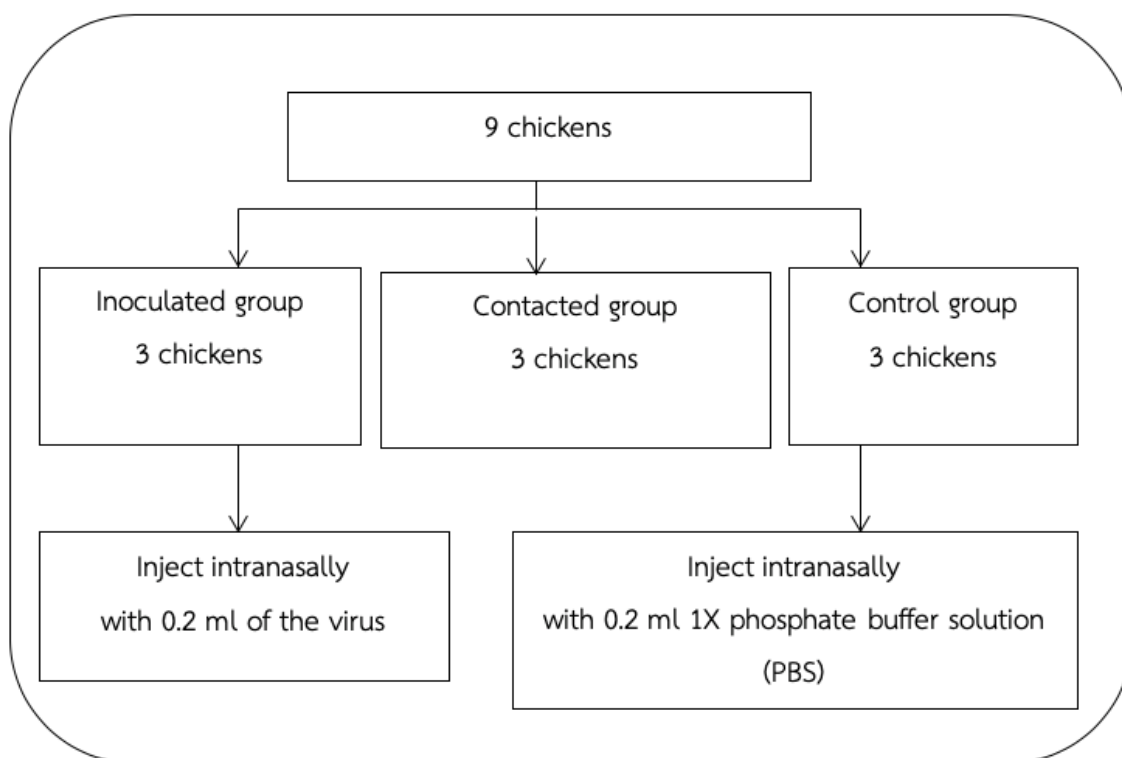 9 chickens
Inoculated group
3 chickens
Contacted group
3 chickens
Control group
3 chickens
Inject intranasally
with 0.2 ml of the virus
Inject intranasally
with 0.2 ml 1X phosphate buffer solution
(PBS)